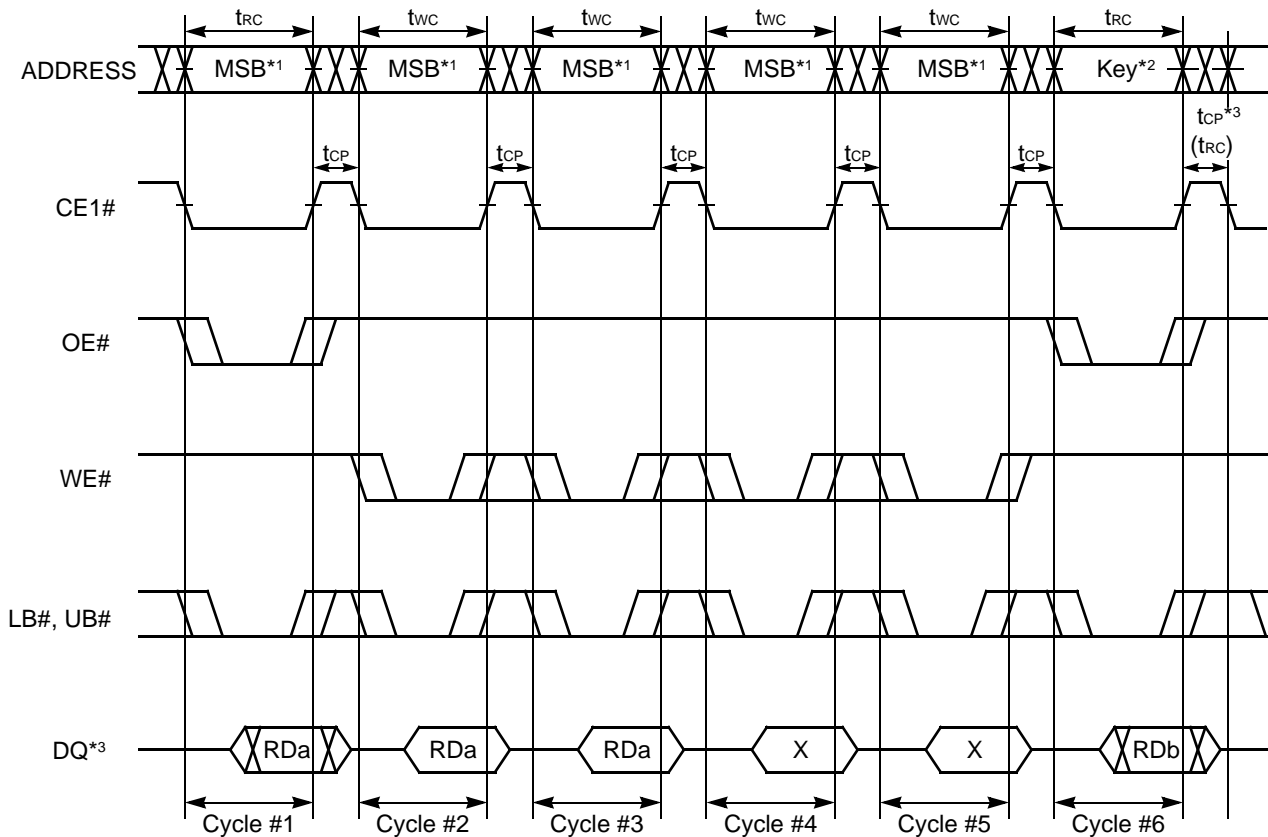 tRC tWC tWC tWC tWC tRC
ADDRESS MSB*1 MSB*1 MSB*1 MSB*1 MSB*1 Key*2
tCP*3
(tRC)
tCP tCP tCP tCP tCP
CE1#
OE#
WE#
LB#, UB#
DQ*3 RDa RDa RDa X X RDb
Cycle #1 Cycle #2 Cycle #3 Cycle #4 Cycle #5 Cycle #6